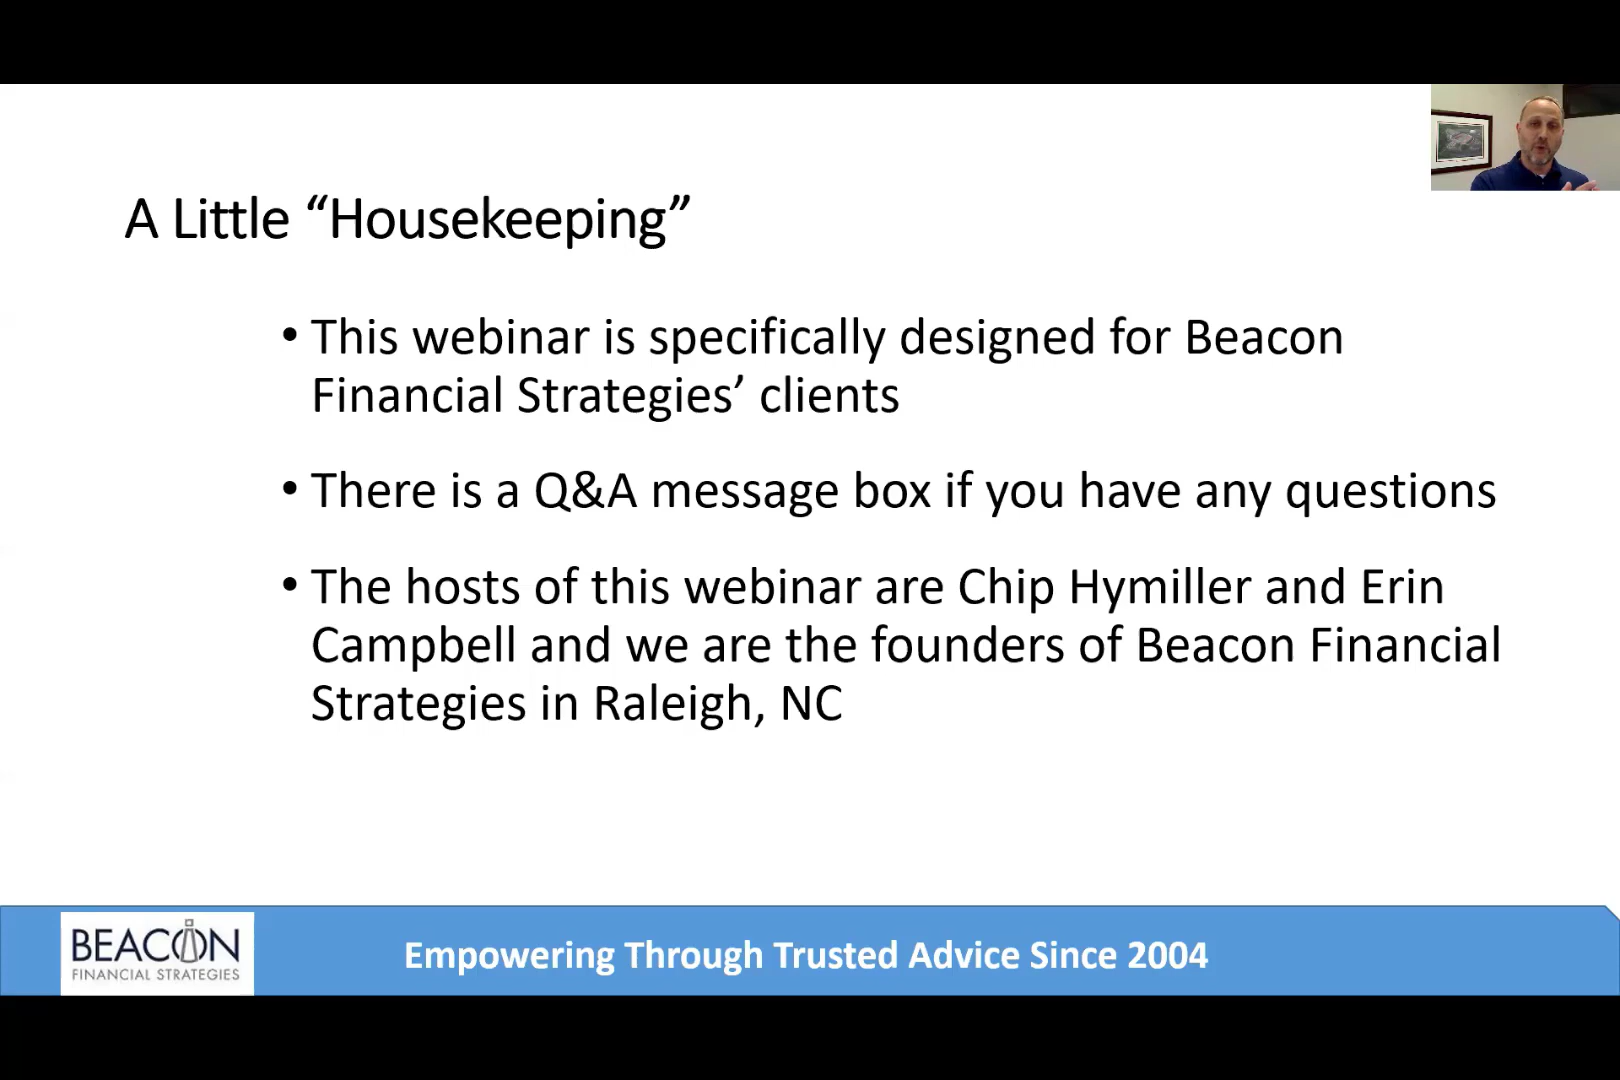 A Little “Housekeeping”
• This webinar is specifically designed for Beacon
Financial Strategies’ clients
• There is a Q&A message box if you have any questions
• The hosts of this webinar are Chip Hymiller and Erin
Campbell and we are the founders of Beacon Financial
Strategies in Raleigh, NC
BEACON
FINANCIAL STRATEGIES
Empowering Through Trusted Advice Since 2004